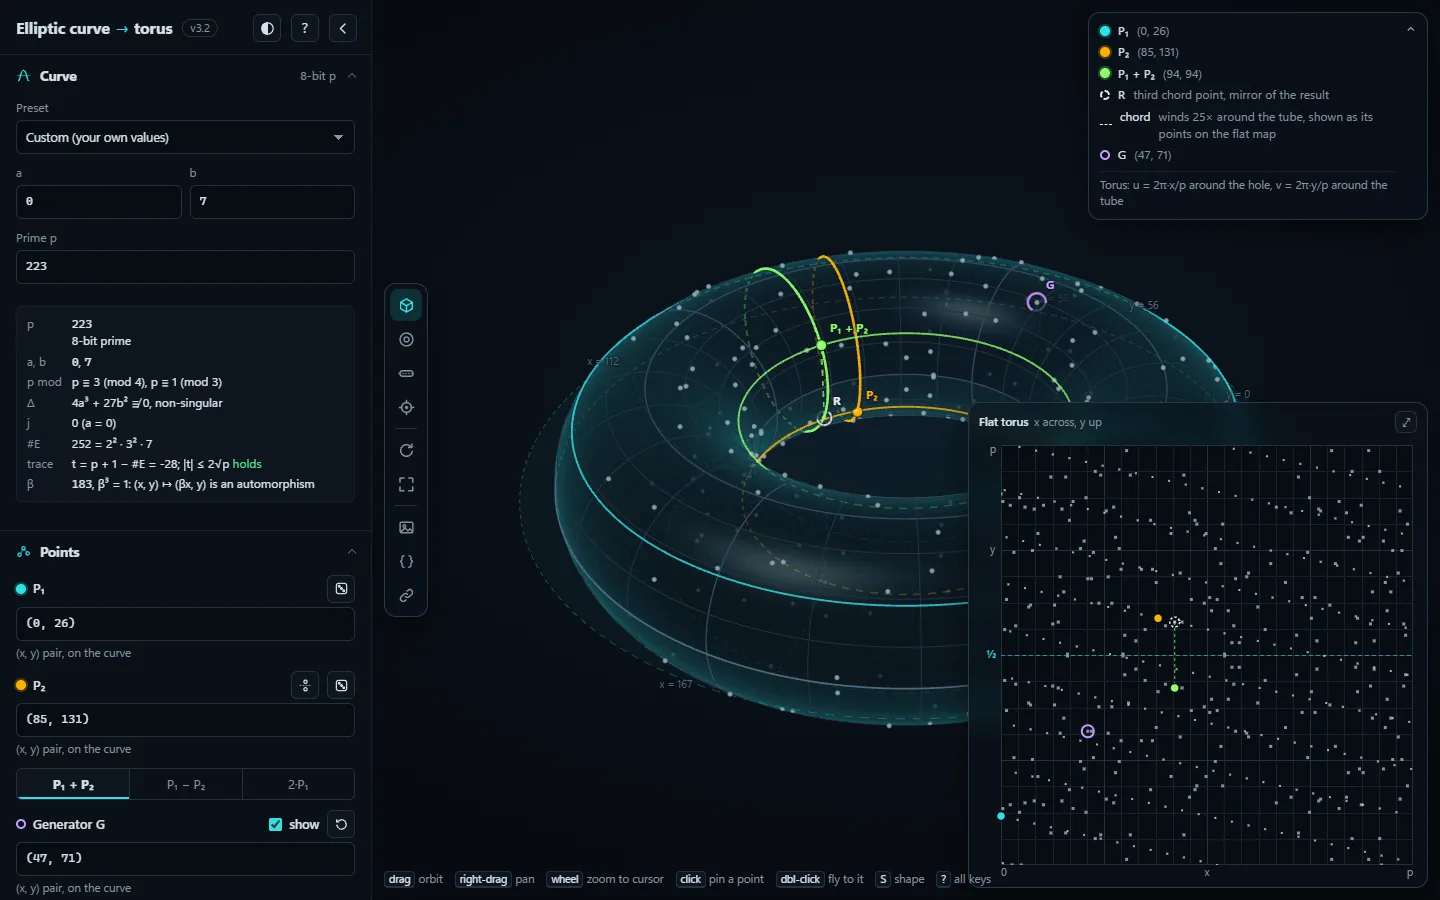 Elliptic curve → torus v3.2
?
Curve 8-bit p
Preset
Custom (your own values)
a b
0 7
Prime p
223
p 223
8-bit prime
a, b 0, 7
p mod p ≡ 3 (mod 4), p ≡ 1 (mod 3)
Δ 4a³ + 27b² ≢ 0, non-singular
j 0 (a = 0)
#E 252 = 2² · 3² · 7
trace t = p + 1 − #E = -28; |t| ≤ 2√p holds
β 183, β³ = 1: (x, y) ↦ (βx, y) is an automorphism
Points
P₁
(0, 26)
(x, y) pair, on the curve
P₂
(85, 131)
(x, y) pair, on the curve
P₁ + P₂ P₁ − P₂ 2·P₁
Generator G show
(47, 71)
(x, y) pair, on the curve
P₁ (0, 26)
P₂ (85, 131)
P₁ + P₂ (94, 94)
R third chord point, mirror of the result
chord winds 25× around the tube, shown as its
points on the flat map
G (47, 71)
Torus: u = 2π·x/p around the hole, v = 2π·y/p around the
tube
G
y = 56
P₁ + P₂
x = 112
y = 0
P₂
R
x = 167
Flat torus x across, y up
p
y
½
0 x p
drag orbit right-drag pan wheel zoom to cursor click pin a point dbl-click fly to it S shape ? all keys